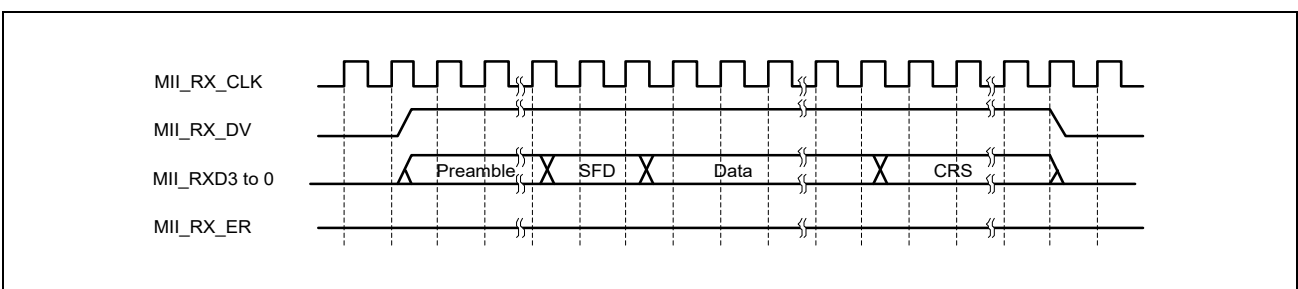 MII_RX_CLK
MII_RX_DV
MII_RXD3 to 0 Preamble SFD Data CRS
MII_RX_ER